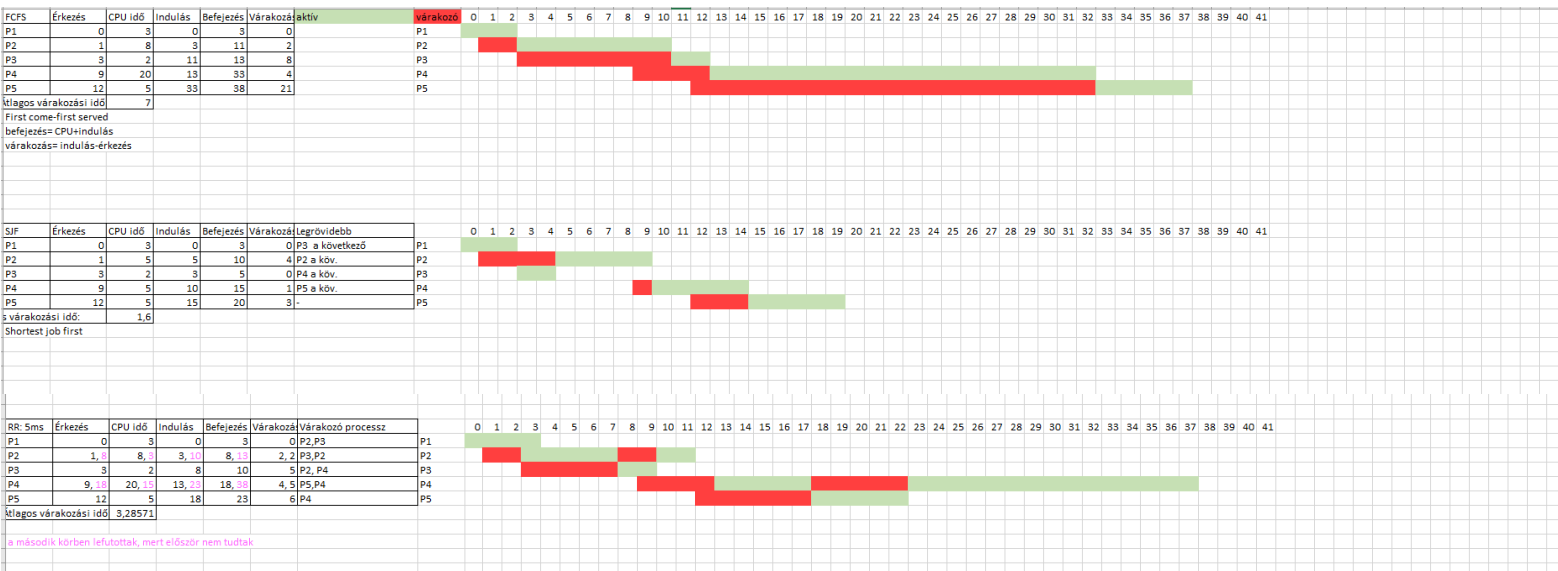 FCFS Érkezés CPU idő Indulás Befejezés Várakozás aktív várakozó 0 1 2 3 4 5 6 7 8 9 10 11 12 13 14 15 16 17 18 19 20 21 22 23 24 25 26 27 28 29 30 31 32 33 34 35 36 37 38 39 40 41
P1 0 3 0 3 0 P1
P2 1 8 3 11 2 P2
P3 3 2 11 13 8 P3
P4 9 20 13 33 4 P4
P5 12 5 33 38 21 P5
Átlagos várakozási idő 7
First come-first served
befejezés= CPU+indulás
várakozás= indulás-érkezés
SJF Érkezés CPU idő Indulás Befejezés Várakozás Legrövidebb 0 1 2 3 4 5 6 7 8 9 10 11 12 13 14 15 16 17 18 19 20 21 22 23 24 25 26 27 28 29 30 31 32 33 34 35 36 37 38 39 40 41
P1 0 3 0 3 0 P3 a következő P1
P2 1 5 5 10 4 P2 a köv. P2
P3 3 2 3 5 0 P4 a köv. P3
P4 9 5 10 15 1 P5 a köv. P4
P5 12 5 15 20 3 - P5
s várakozási idő: 1,6
Shortest job first
RR: 5ms Érkezés CPU idő Indulás Befejezés Várakozás Várakozó processz 0 1 2 3 4 5 6 7 8 9 10 11 12 13 14 15 16 17 18 19 20 21 22 23 24 25 26 27 28 29 30 31 32 33 34 35 36 37 38 39 40 41
P1 0 3 0 3 0 P2,P3 P1
P2 1, 8 8, 3 3, 10 8, 13 2, 2 P3,P2 P2
P3 3 2 8 10 5 P2, P4 P3
P4 9, 18 20, 15 13, 23 18, 38 4, 5 P5,P4 P4
P5 12 5 18 23 6 P4 P5
Átlagos várakozási idő 3,28571
a második körben lefutottak, mert először nem tudtak